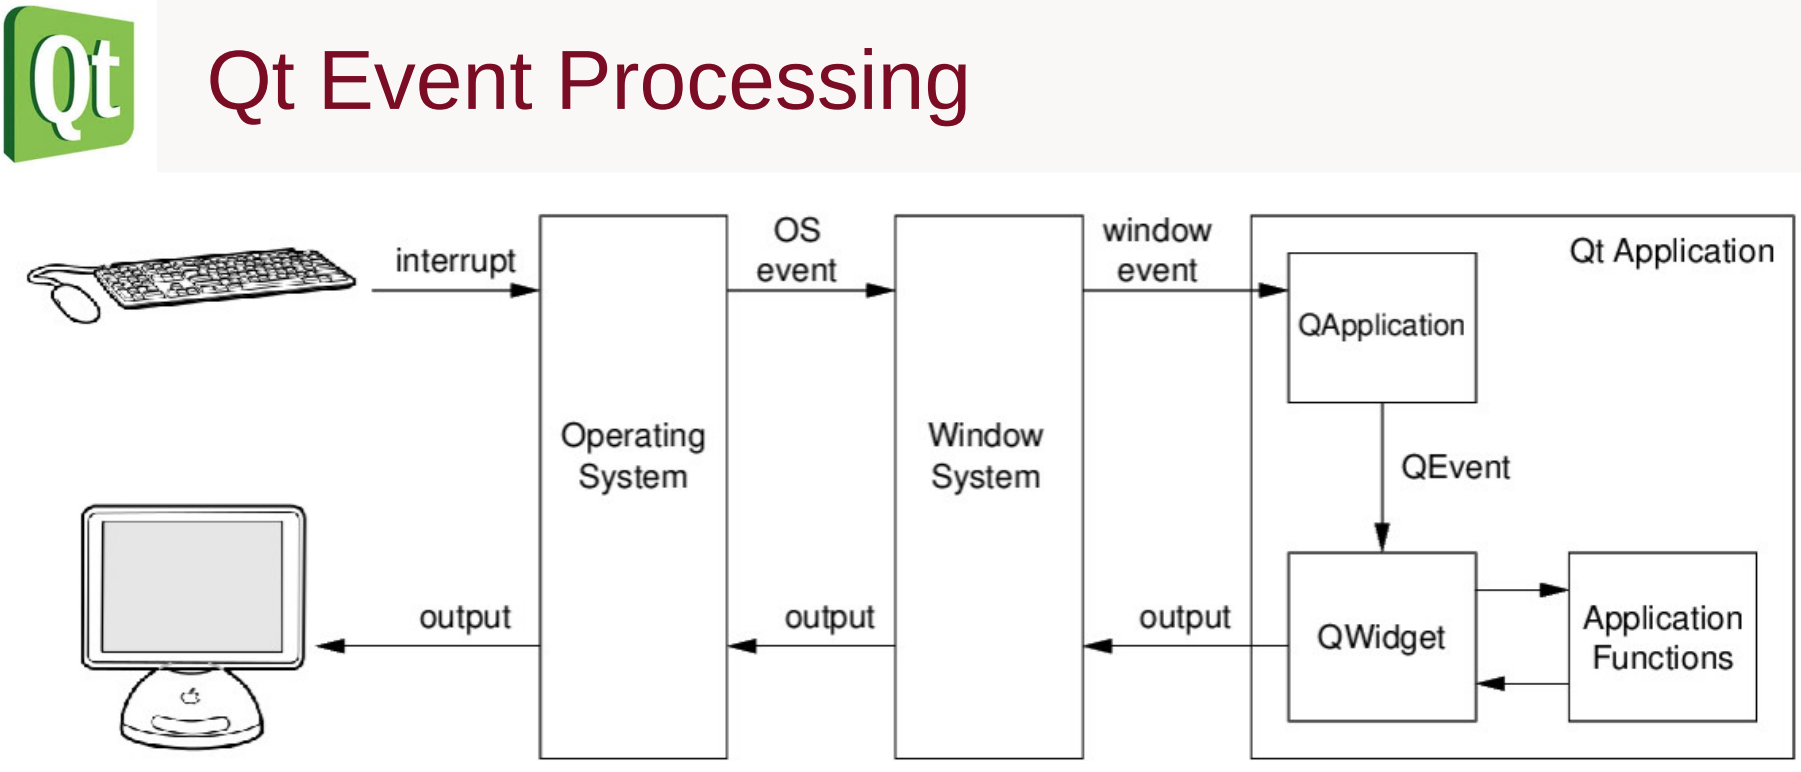 Qt
Qt Event Processing
interrupt
OS
event
window
event
Qt Application
QApplication
Operating
System
Window
System
QEvent
output
output
output
QWidget
Application
Functions